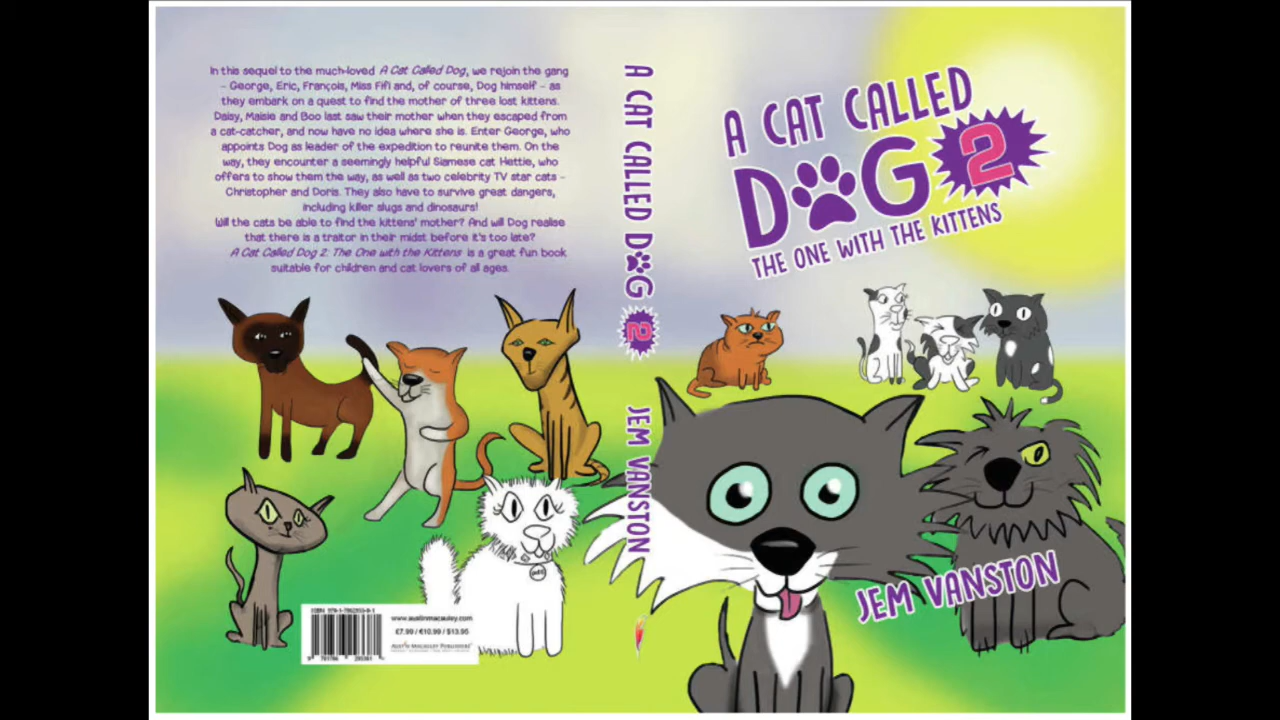 In this sequel to the much-loved A Cat Called Dog, we rejoin the gang
– George, Eric, François, Miss Fifi and, of course, Dog himself – as
they embark on a quest to find the mother of three lost kittens.
Daisy, Maisie and Boo last saw their mother when they escaped from
a cat-catcher, and now have no idea where she is. Enter George, who
appoints Dog as leader of the expedition to reunite them. On the
way, they encounter a seemingly helpful Siamese cat Hettie, who
offers to show them the way, as well as two celebrity TV star cats –
Christopher and Doris. They also have to survive great dangers,
including killer slugs and dinosaurs!
Will the cats be able to find the kittens' mother? And will Dog realise
that there is a traitor in their midst before it's too late?
A Cat Called Dog 2: The One with the Kittens is a great fun book
suitable for children and cat lovers of all ages.
www.austinmacauley.com
£7.99 / €10.99 / $13.95
AUSTIN MACAULEY PUBLISHERS
A CAT CALLED DOG 2
JEM VANSTON
A CAT CALLED
DOG 2
THE ONE WITH THE KITTENS
JEM VANSTON